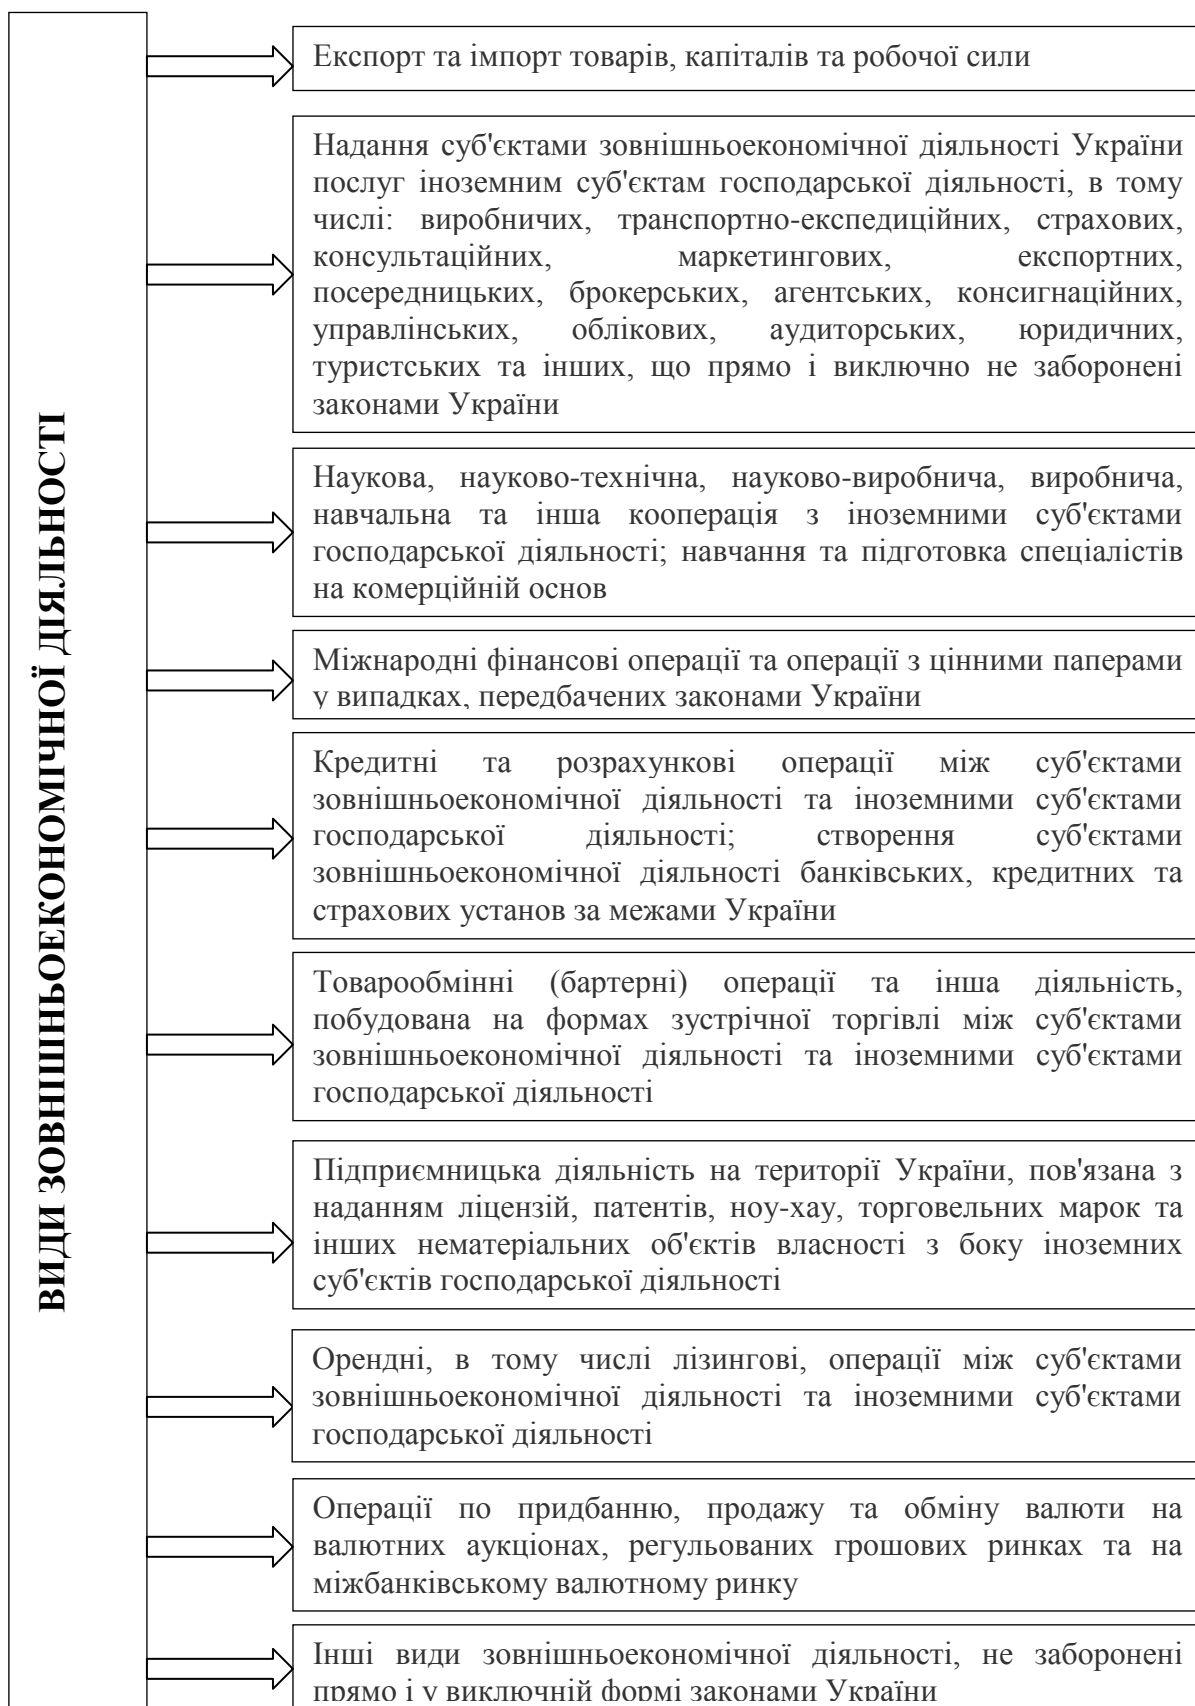 ВИДИ ЗОВНІШНЬОЕКОНОМІЧНОЇ ДІЯЛЬНОСТІ
Експорт та імпорт товарів, капіталів та робочої сили
Надання суб'єктами зовнішньоекономічної діяльності України
послуг іноземним суб'єктам господарської діяльності, в тому
числі: виробничих, транспортно-експедиційних, страхових,
консультаційних, маркетингових, експортних,
посередницьких, брокерських, агентських, консигнаційних,
управлінських, облікових, аудиторських, юридичних,
туристських та інших, що прямо і виключно не заборонені
законами України
Наукова, науково-технічна, науково-виробнича, виробнича,
навчальна та інша кооперація з іноземними суб'єктами
господарської діяльності; навчання та підготовка спеціалістів
на комерційній основ
Міжнародні фінансові операції та операції з цінними паперами
у випадках, передбачених законами України
Кредитні та розрахункові операції між суб'єктами
зовнішньоекономічної діяльності та іноземними суб'єктами
господарської діяльності; створення суб'єктами
зовнішньоекономічної діяльності банківських, кредитних та
страхових установ за межами України
Товарообмінні (бартерні) операції та інша діяльність,
побудована на формах зустрічної торгівлі між суб'єктами
зовнішньоекономічної діяльності та іноземними суб'єктами
господарської діяльності
Підприємницька діяльність на території України, пов'язана з
наданням ліцензій, патентів, ноу-хау, торговельних марок та
інших нематеріальних об'єктів власності з боку іноземних
суб'єктів господарської діяльності
Орендні, в тому числі лізингові, операції між суб'єктами
зовнішньоекономічної діяльності та іноземними суб'єктами
господарської діяльності
Операції по придбанню, продажу та обміну валюти на
валютних аукціонах, регульованих грошових ринках та на
міжбанківському валютному ринку
Інші види зовнішньоекономічної діяльності, не заборонені
прямо і у виключній формі законами України